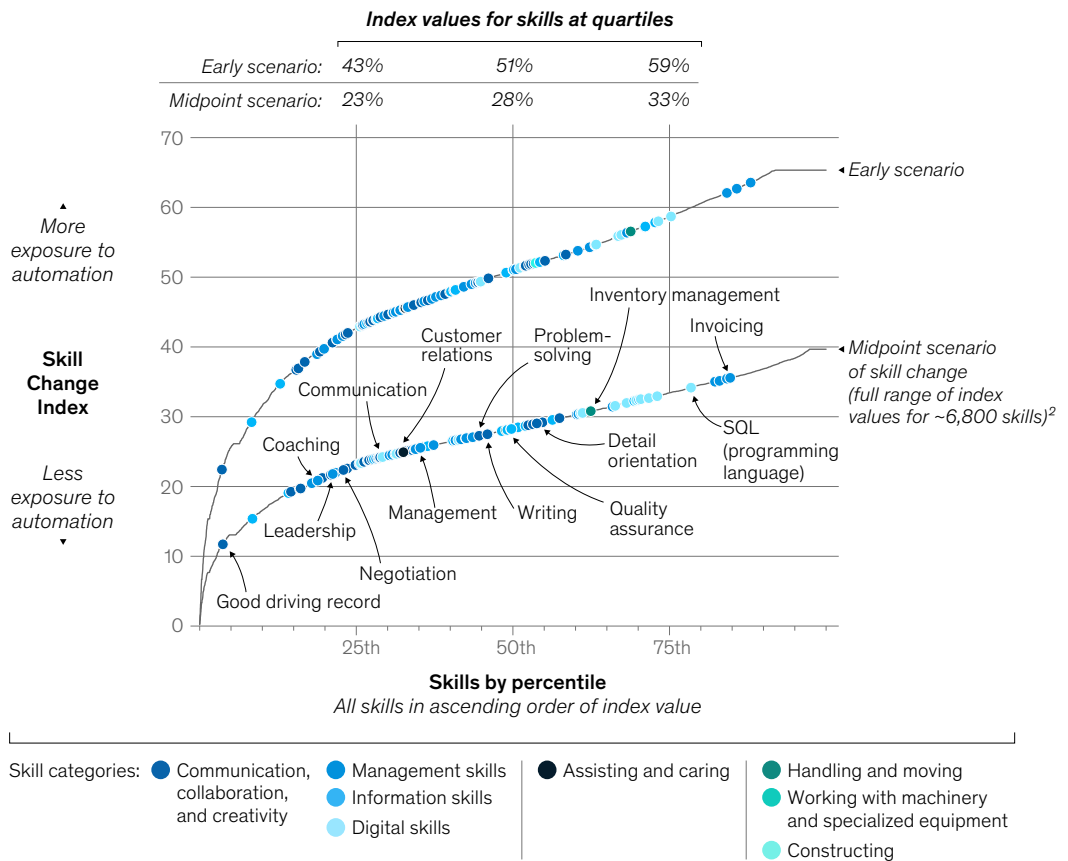 Index values for skills at quartiles
Early scenario: 43% 51% 59%
Midpoint scenario: 23% 28% 33%
70
60
50
40
30
20
10
0
More
exposure to
automation
Skill
Change
Index
Less
exposure to
automation
Early scenario
Midpoint scenario
of skill change
(full range of index
values for ~6,800 skills)²
Inventory management
Invoicing
Customer
relations
Problem-
solving
Communication
Coaching
Leadership
Management
Writing
Negotiation
Good driving record
Detail
orientation
Quality
assurance
SQL
(programming
language)
25th 50th 75th
Skills by percentile
All skills in ascending order of index value
Skill categories:
Communication,
collaboration,
and creativity
Management skills
Information skills
Digital skills
Assisting and caring
Handling and moving
Working with machinery
and specialized equipment
Constructing